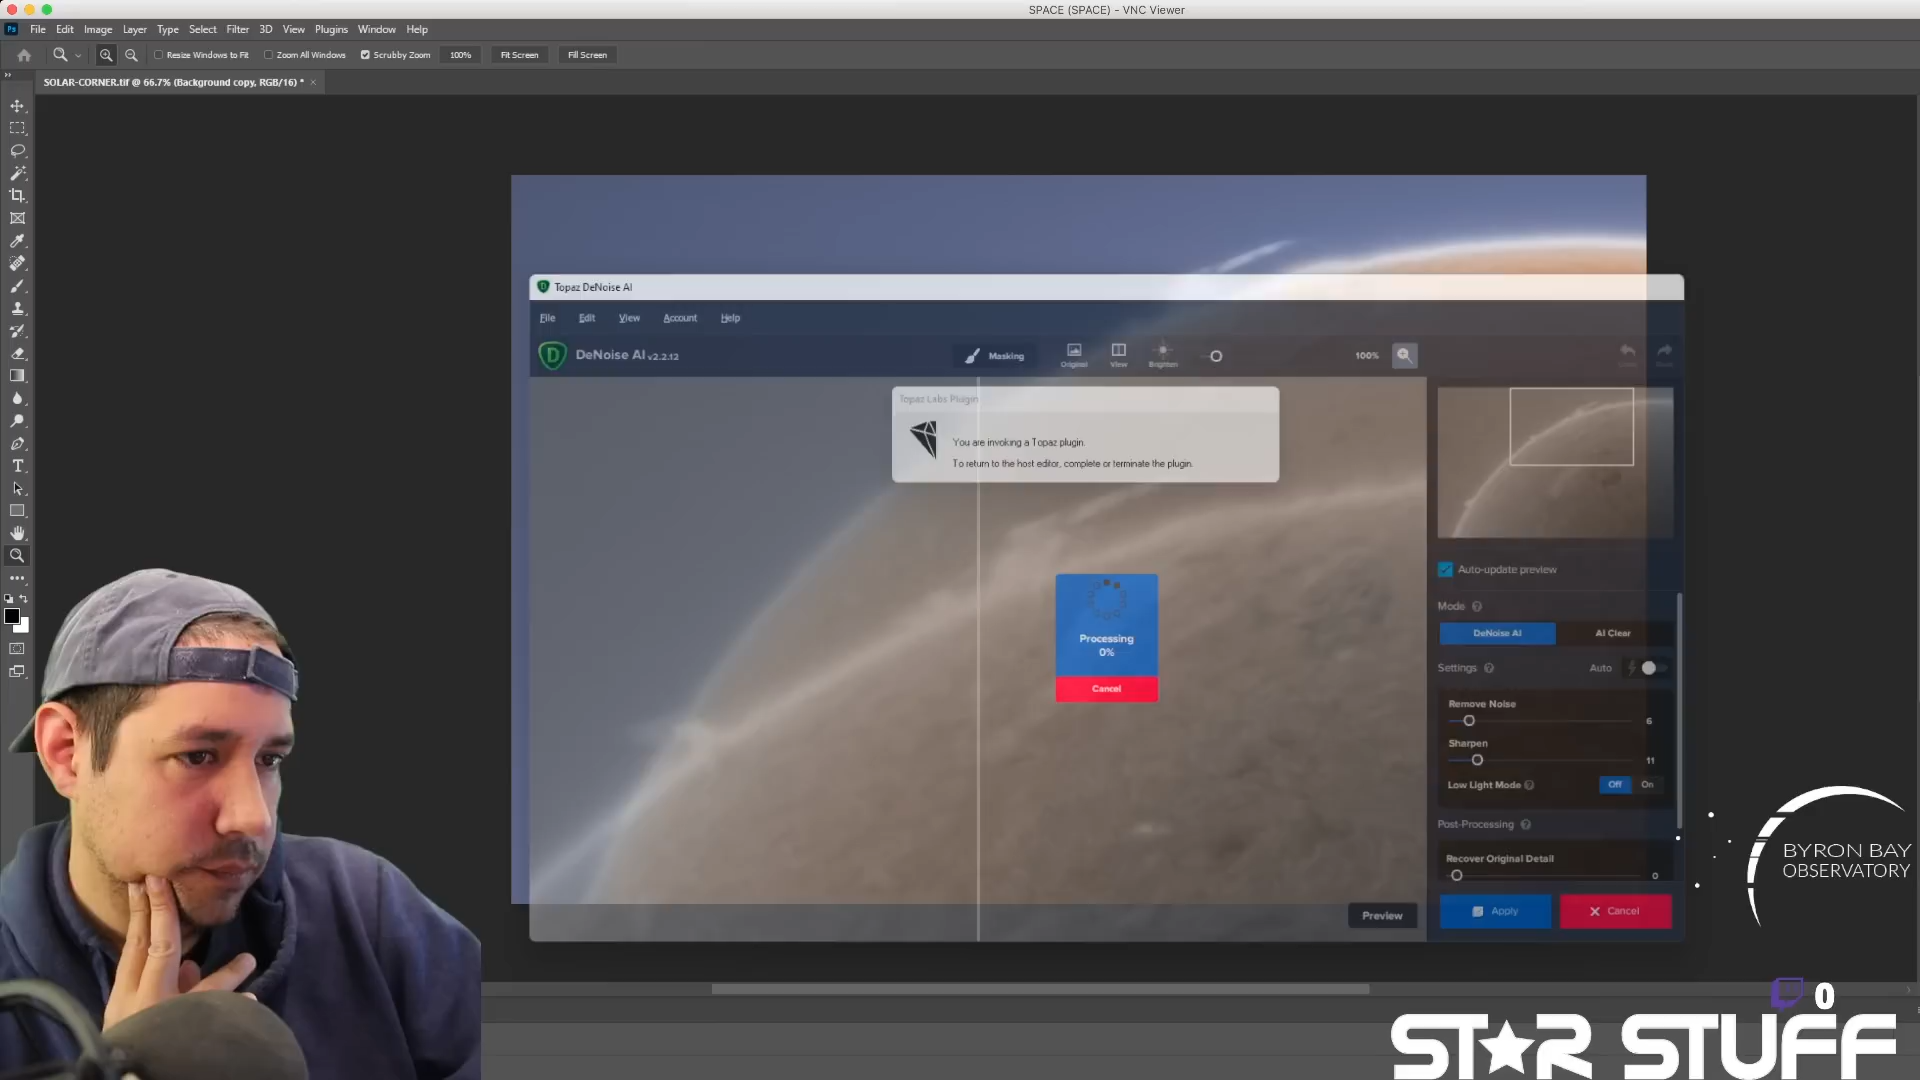 SPACE (SPACE) - VNC Viewer
Ps File Edit Image Layer Type Select Filter 3D View Plugins Window Help
Resize Windows to Fit Zoom All Windows Scrubby Zoom 100% Fit Screen Fill Screen
SOLAR-CORNER.tif @ 66.7% (Background copy, RGB/16) *
Topaz DeNoise AI
File Edit View Account Help
DeNoise AI v2.2.12
Masking Original View Brighten 100%
Topaz Labs Plugin
You are invoking a Topaz plugin.
To return to the host editor, complete or terminate the plugin.
Processing
0%
Cancel
Auto-update preview
Mode
DeNoise AI AI Clear
Settings Auto
Remove Noise
6
Sharpen
11
Low Light Mode Off On
Post-Processing
Recover Original Detail
0
Preview Apply Cancel
BYRON BAY
OBSERVATORY
0
STAR STUFF